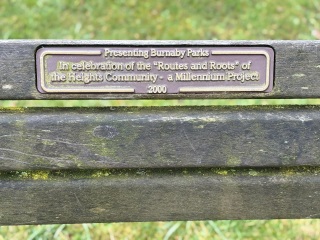 Presenting Burnaby Parks
In celebration of the "Routes and Roots" of
the Heights Community - a Millennium Project
2000